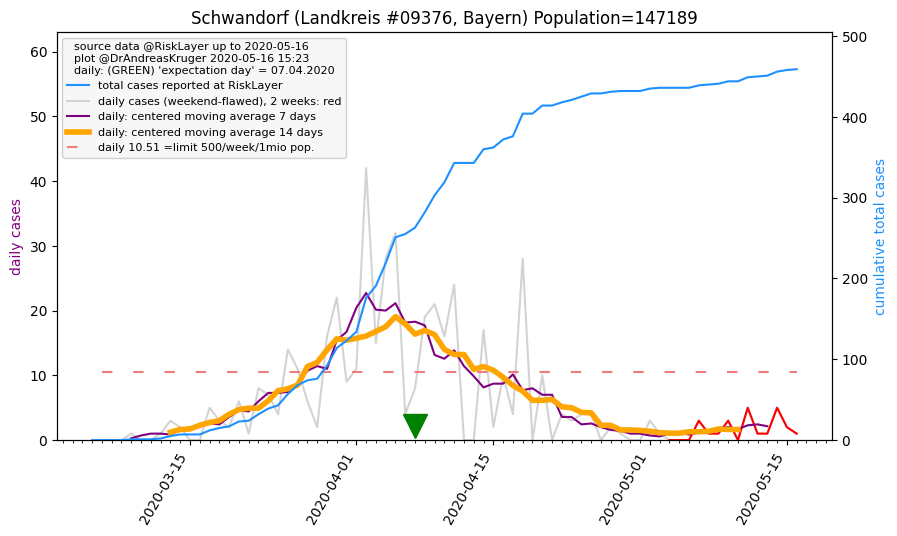 Schwandorf (Landkreis #09376, Bayern) Population=147189
source data @RiskLayer up to 2020-05-16
plot @DrAndreasKruger 2020-05-16 15:23
daily: (GREEN) 'expectation day' = 07.04.2020
total cases reported at RiskLayer
daily cases (weekend-flawed), 2 weeks: red
daily: centered moving average 7 days
daily: centered moving average 14 days
daily 10.51 =limit 500/week/1mio pop.
daily cases
60
50
40
30
20
10
0
cumulative total cases
500
400
300
200
100
0
2020-03-15
2020-04-01
2020-04-15
2020-05-01
2020-05-15